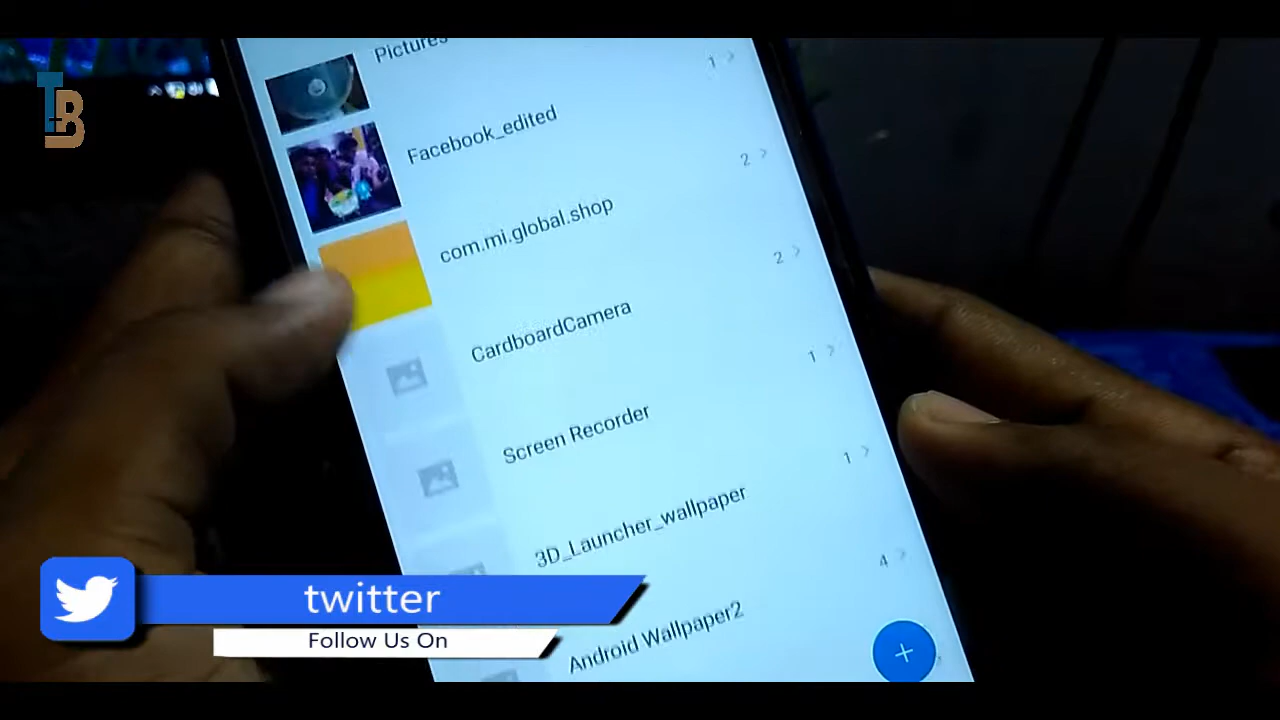 TB
Pictures
1
Facebook_edited
2
com.mi.global.shop
2
CardboardCamera
1
Screen Recorder
1
3D_Launcher_wallpaper
4
Android Wallpaper2
twitter
Follow Us On